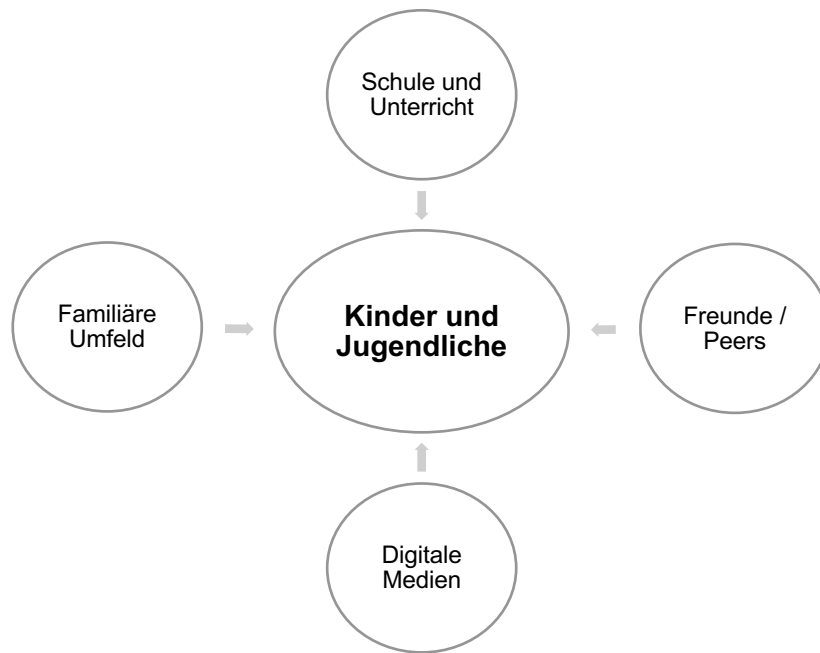 Schule und
Unterricht
Familiäre
Umfeld
Kinder und
Jugendliche
Freunde /
Peers
Digitale
Medien